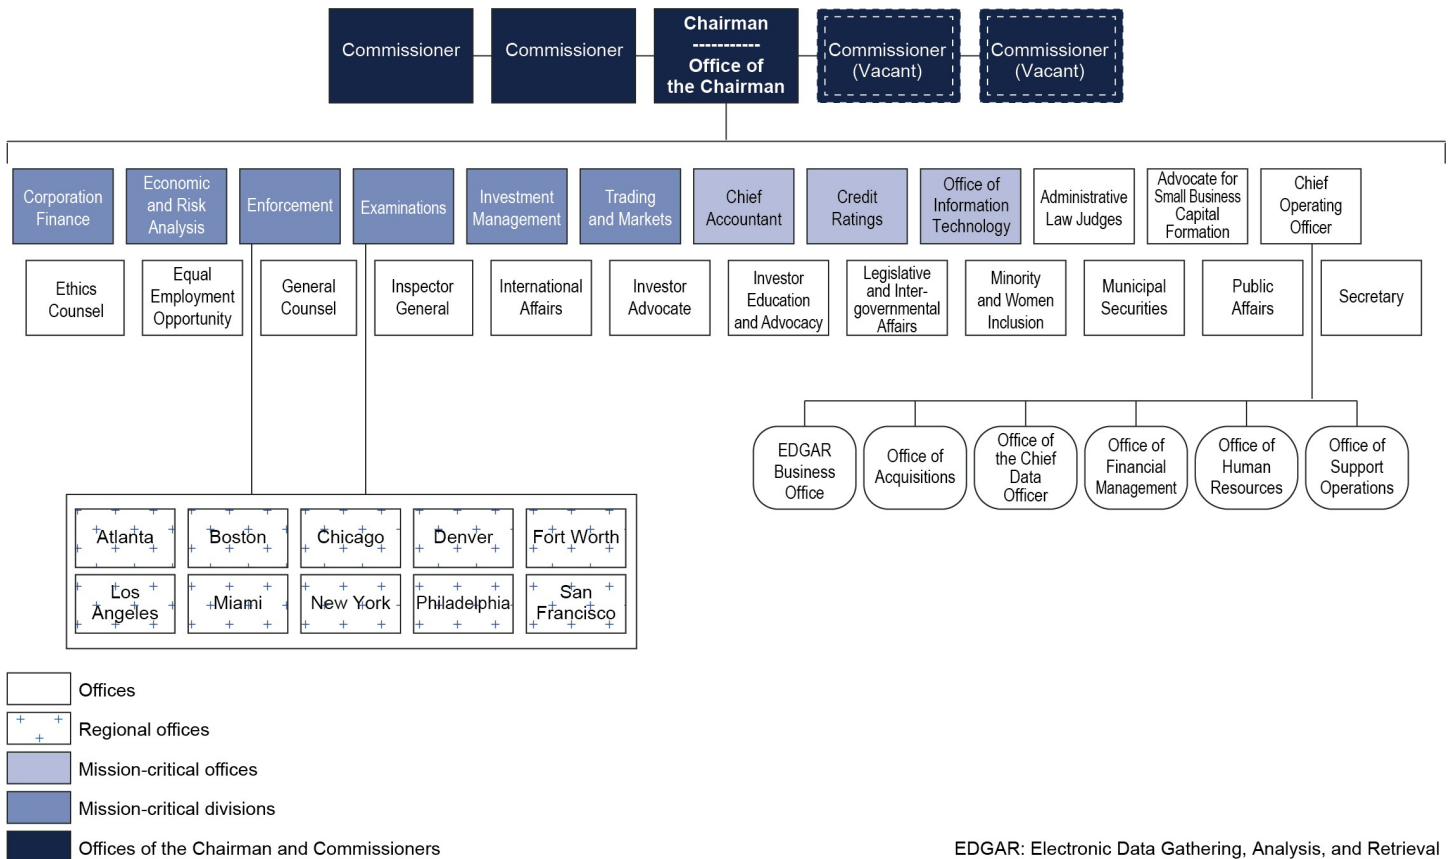 Commissioner
Commissioner
Chairman
-----------
Office of
the Chairman
Commissioner
(Vacant)
Commissioner
(Vacant)
Corporation
Finance
Economic
and Risk
Analysis
Enforcement
Examinations
Investment
Management
Trading
and Markets
Chief
Accountant
Credit
Ratings
Office of
Information
Technology
Administrative
Law Judges
Advocate for
Small Business
Capital
Formation
Chief
Operating
Officer
Ethics
Counsel
Equal
Employment
Opportunity
General
Counsel
Inspector
General
International
Affairs
Investor
Advocate
Investor
Education
and Advocacy
Legislative
and Inter-
governmental
Affairs
Minority
and Women
Inclusion
Municipal
Securities
Public
Affairs
Secretary
EDGAR
Business
Office
Office of
Acquisitions
Office of
the Chief
Data
Officer
Office of
Financial
Management
Office of
Human
Resources
Office of
Support
Operations
Atlanta
Boston
Chicago
Denver
Fort Worth
Los
Angeles
Miami
New York
Philadelphia
San
Francisco
Offices
Regional offices
Mission-critical offices
Mission-critical divisions
Offices of the Chairman and Commissioners
EDGAR: Electronic Data Gathering, Analysis, and Retrieval